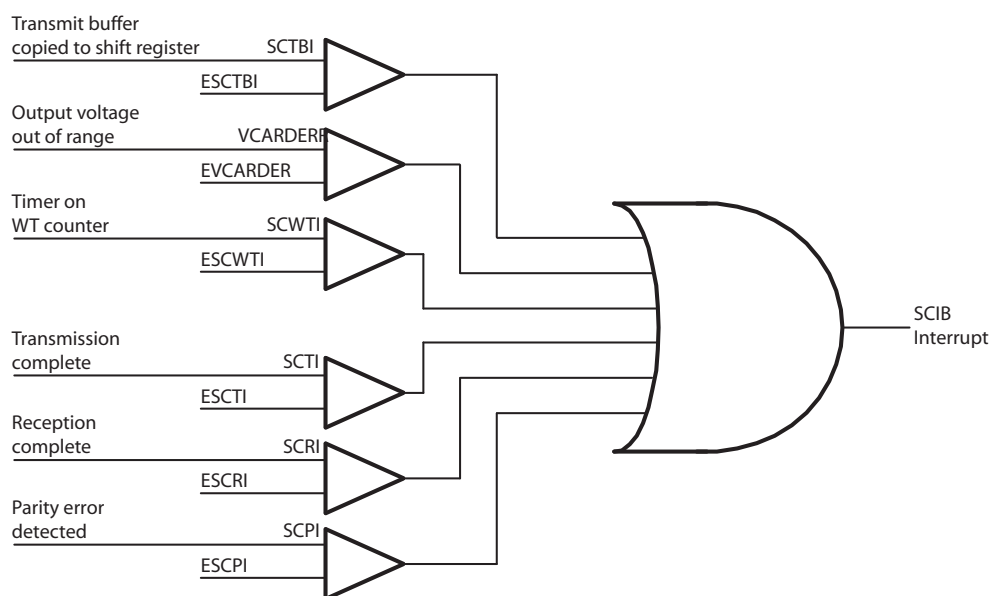 Transmit buffer
copied to shift register
SCTBI
ESCTBI
Output voltage
out of range
VCARDERR
EVCARDER
Timer on
WT counter
SCWTI
ESCWTI
Transmission
complete
SCTI
ESCTI
Reception
complete
SCRI
ESCRI
Parity error
detected
SCPI
ESCPI
SCIB
Interrupt